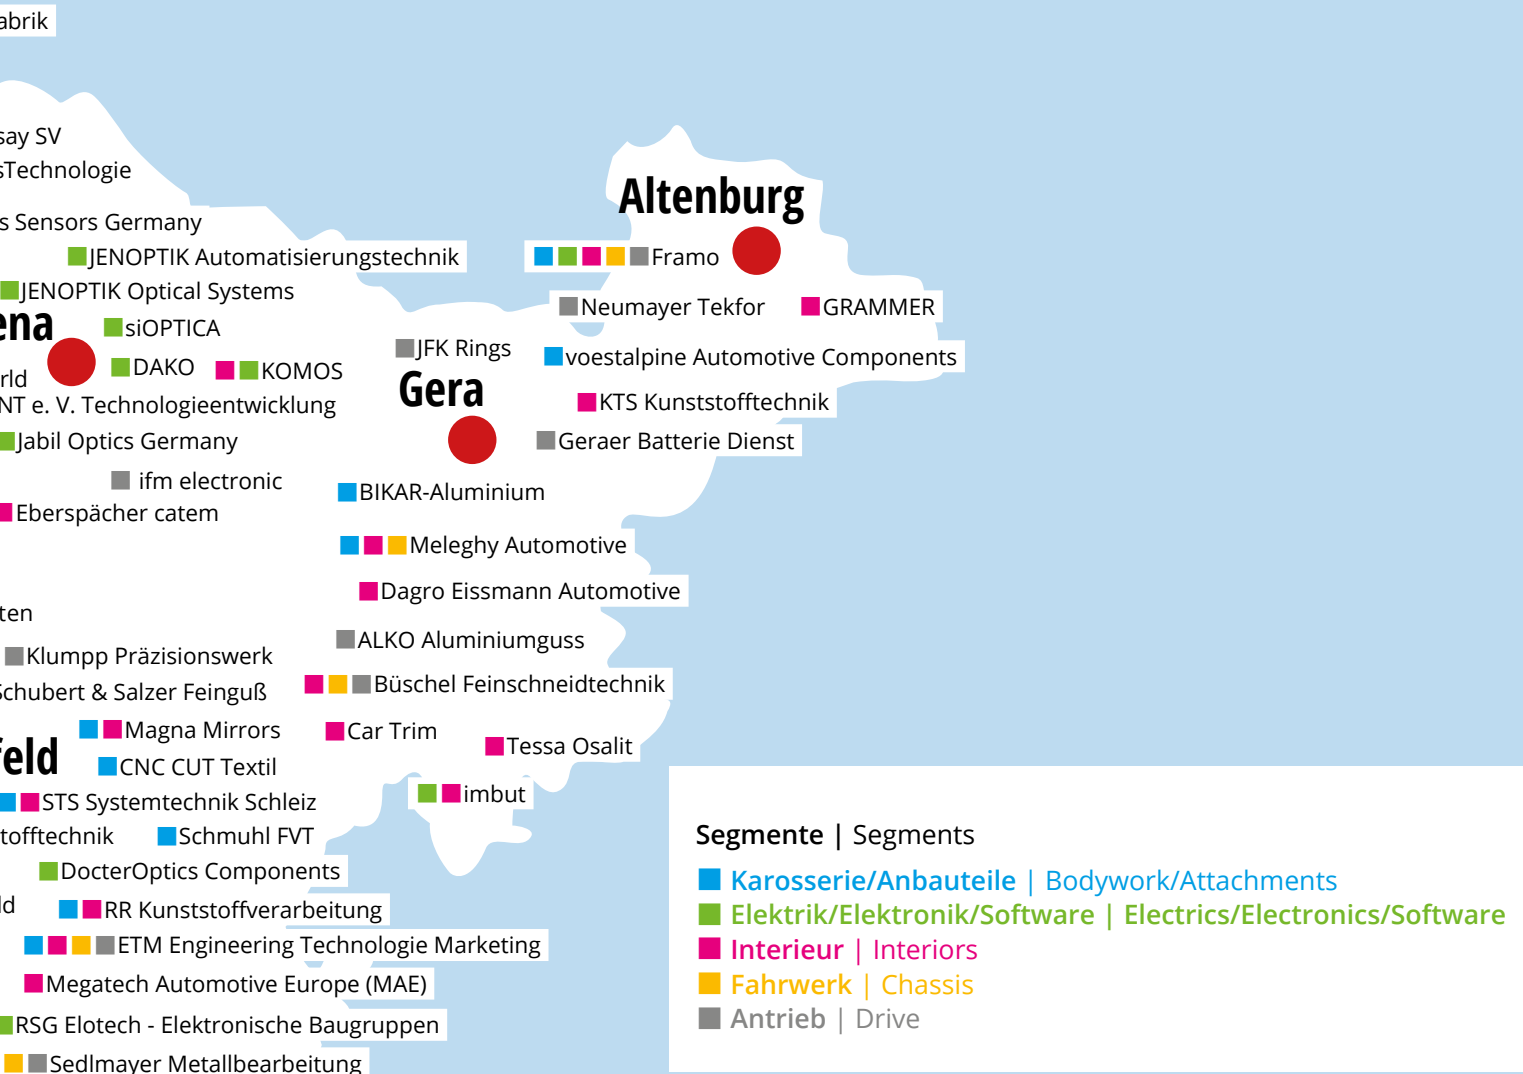 abrik
say SV
sTechnologie
s Sensors Germany
JENOPTIK Automatisierungstechnik
JENOPTIK Optical Systems
ena
siOPTICA
DAKO
KOMOS
rld
NT e. V. Technologieentwicklung
Jabil Optics Germany
ifm electronic
Eberspächer catem
Altenburg
Framo
Neumayer Tekfor
GRAMMER
JFK Rings
voestalpine Automotive Components
Gera
KTS Kunststofftechnik
Geraer Batterie Dienst
BIKAR-Aluminium
Meleghy Automotive
Dagro Eissmann Automotive
ten
ALKO Aluminiumguss
Klumpp Präzisionswerk
Schubert & Salzer Feinguß
Büschel Feinschneidtechnik
Magna Mirrors
Car Trim
Tessa Osalit
feld
CNC CUT Textil
imbut
STS Systemtechnik Schleiz
tofftechnik
Schmuhl FVT
DocterOptics Components
ld
RR Kunststoffverarbeitung
ETM Engineering Technologie Marketing
Megatech Automotive Europe (MAE)
RSG Elotech - Elektronische Baugruppen
Sedlmayer Metallbearbeitung
Segmente | Segments
Karosserie/Anbauteile | Bodywork/Attachments
Elektrik/Elektronik/Software | Electrics/Electronics/Software
Interieur | Interiors
Fahrwerk | Chassis
Antrieb | Drive